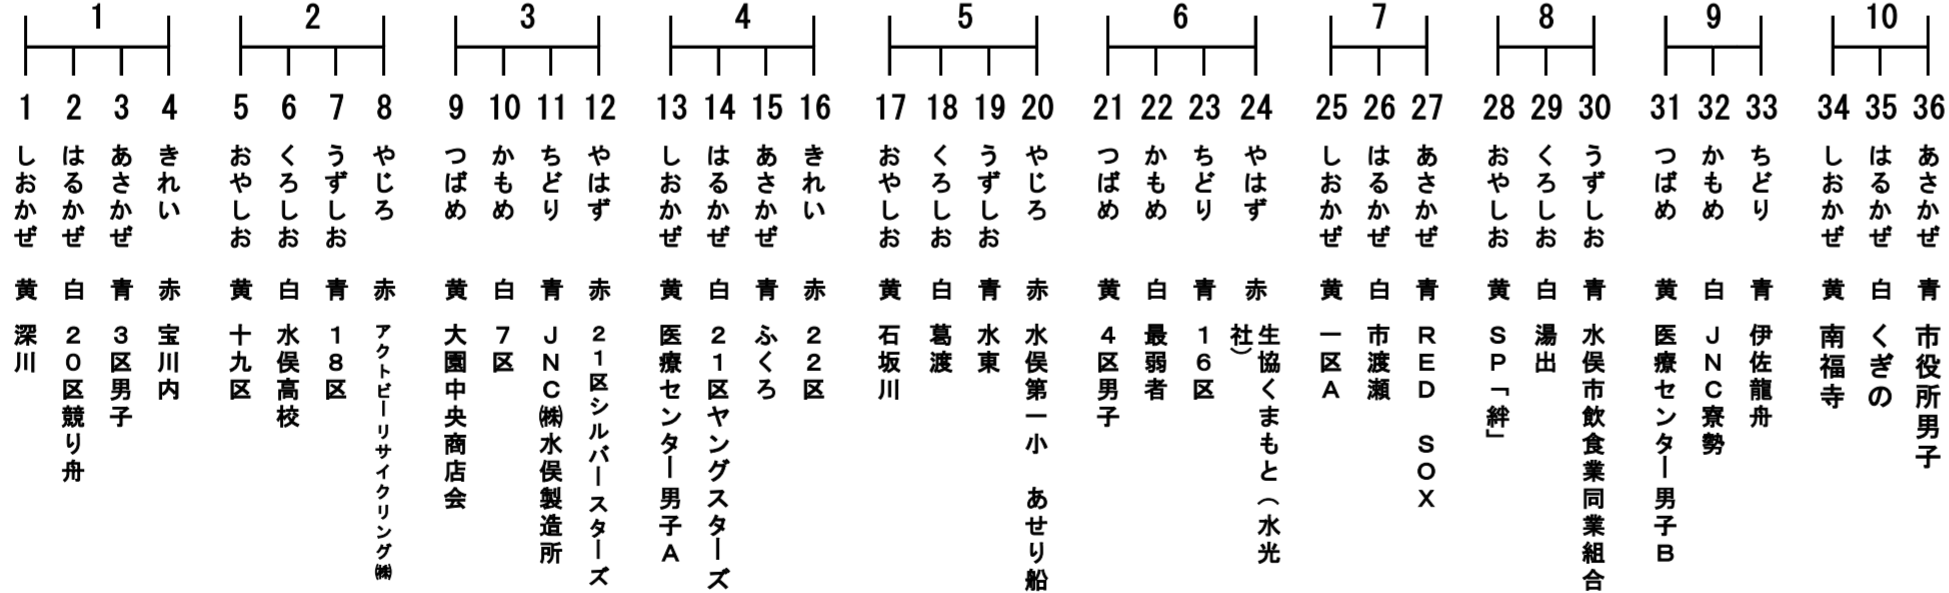 1 2 3 4 5 6 7 8 9 10
1 2 3 4 5 6 7 8 9 10 11 12 13 14 15 16 17 18 19 20 21 22 23 24 25 26 27 28 29 30 31 32 33 34 35 36
しおかぜ 黄 深川
はるかぜ 白 20区競り舟
あさかぜ 青 3区男子
きれい 赤 宝川内
おやしお 黄 十九区
くろしお 白 水俣高校
うずしお 青 18区
やじろ 赤 アクトビーリサイクリング㈱
つばめ 黄 大園中央商店会
かもめ 白 7区
ちどり 青 JNC㈱水俣製造所
やはず 赤 21区シルバースターズ
しおかぜ 黄 医療センター男子A
はるかぜ 白 21区ヤングスターズ
あさかぜ 青 ふくろ
きれい 赤 22区
おやしお 黄 石坂川
くろしお 白 葛渡
うずしお 青 水東
やじろ 赤 水俣第一小 あせり船
つばめ 黄 4区男子
かもめ 白 最弱者
ちどり 青 16区
やはず 赤 生協くまもと(水光
社)
しおかぜ 黄 一区A
はるかぜ 白 市渡瀬
あさかぜ 青 RED SOX
おやしお 黄 SP「絆」
くろしお 白 湯出
うずしお 青 水俣市飲食業同業組合
つばめ 黄 医療センター男子B
かもめ 白 JNC寮勢
ちどり 青 伊佐龍舟
しおかぜ 黄 南福寺
はるかぜ 白 くぎの
あさかぜ 青 市役所男子